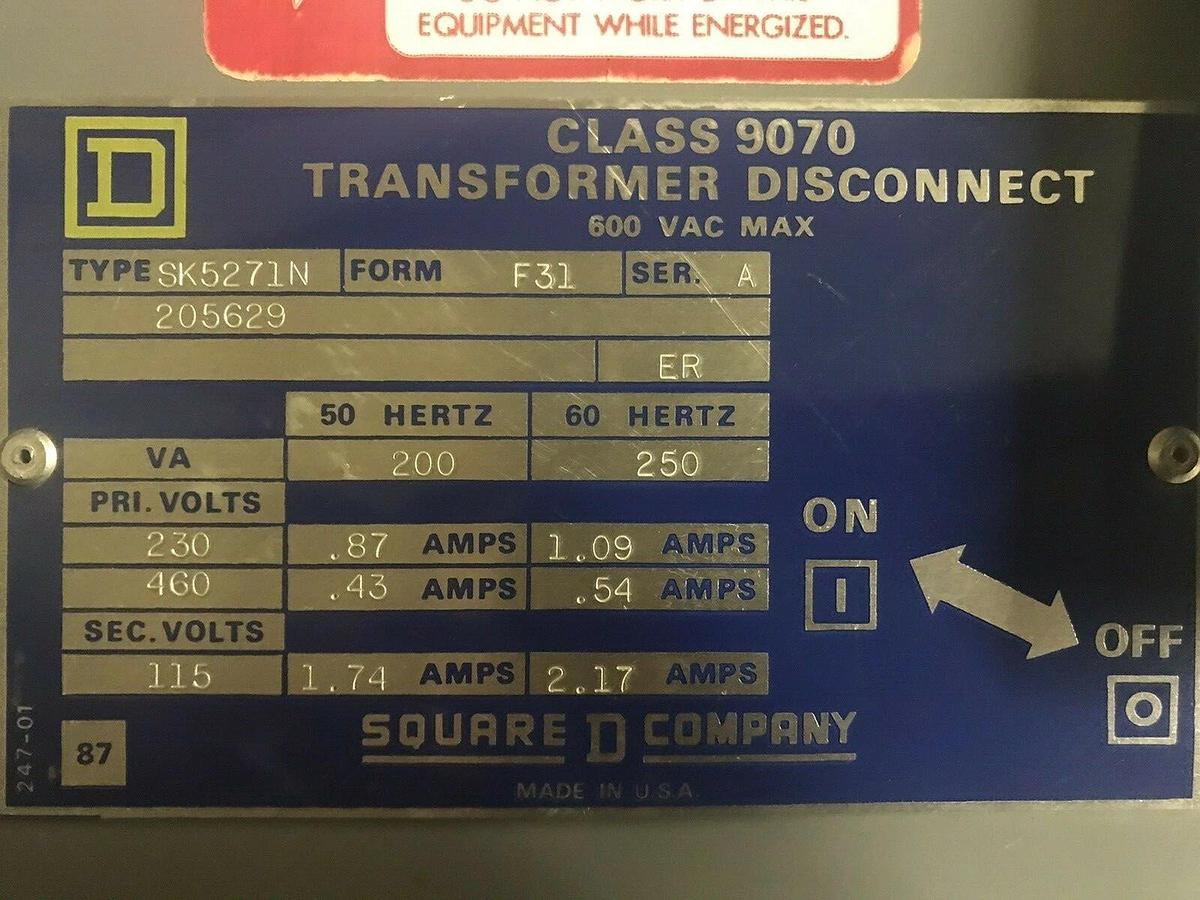 EQUIPMENT WHILE ENERGIZED.
D
CLASS 9070
TRANSFORMER DISCONNECT
600 VAC MAX
TYPE SK5271N FORM F31 SER. A
205629
ER
50 HERTZ 60 HERTZ
VA 200 250
PRI. VOLTS
230 .87 AMPS 1.09 AMPS
460 .43 AMPS .54 AMPS
SEC. VOLTS
115 1.74 AMPS 2.17 AMPS
ON
I
OFF
O
SQUARE D COMPANY
MADE IN U.S.A.
87
247-01